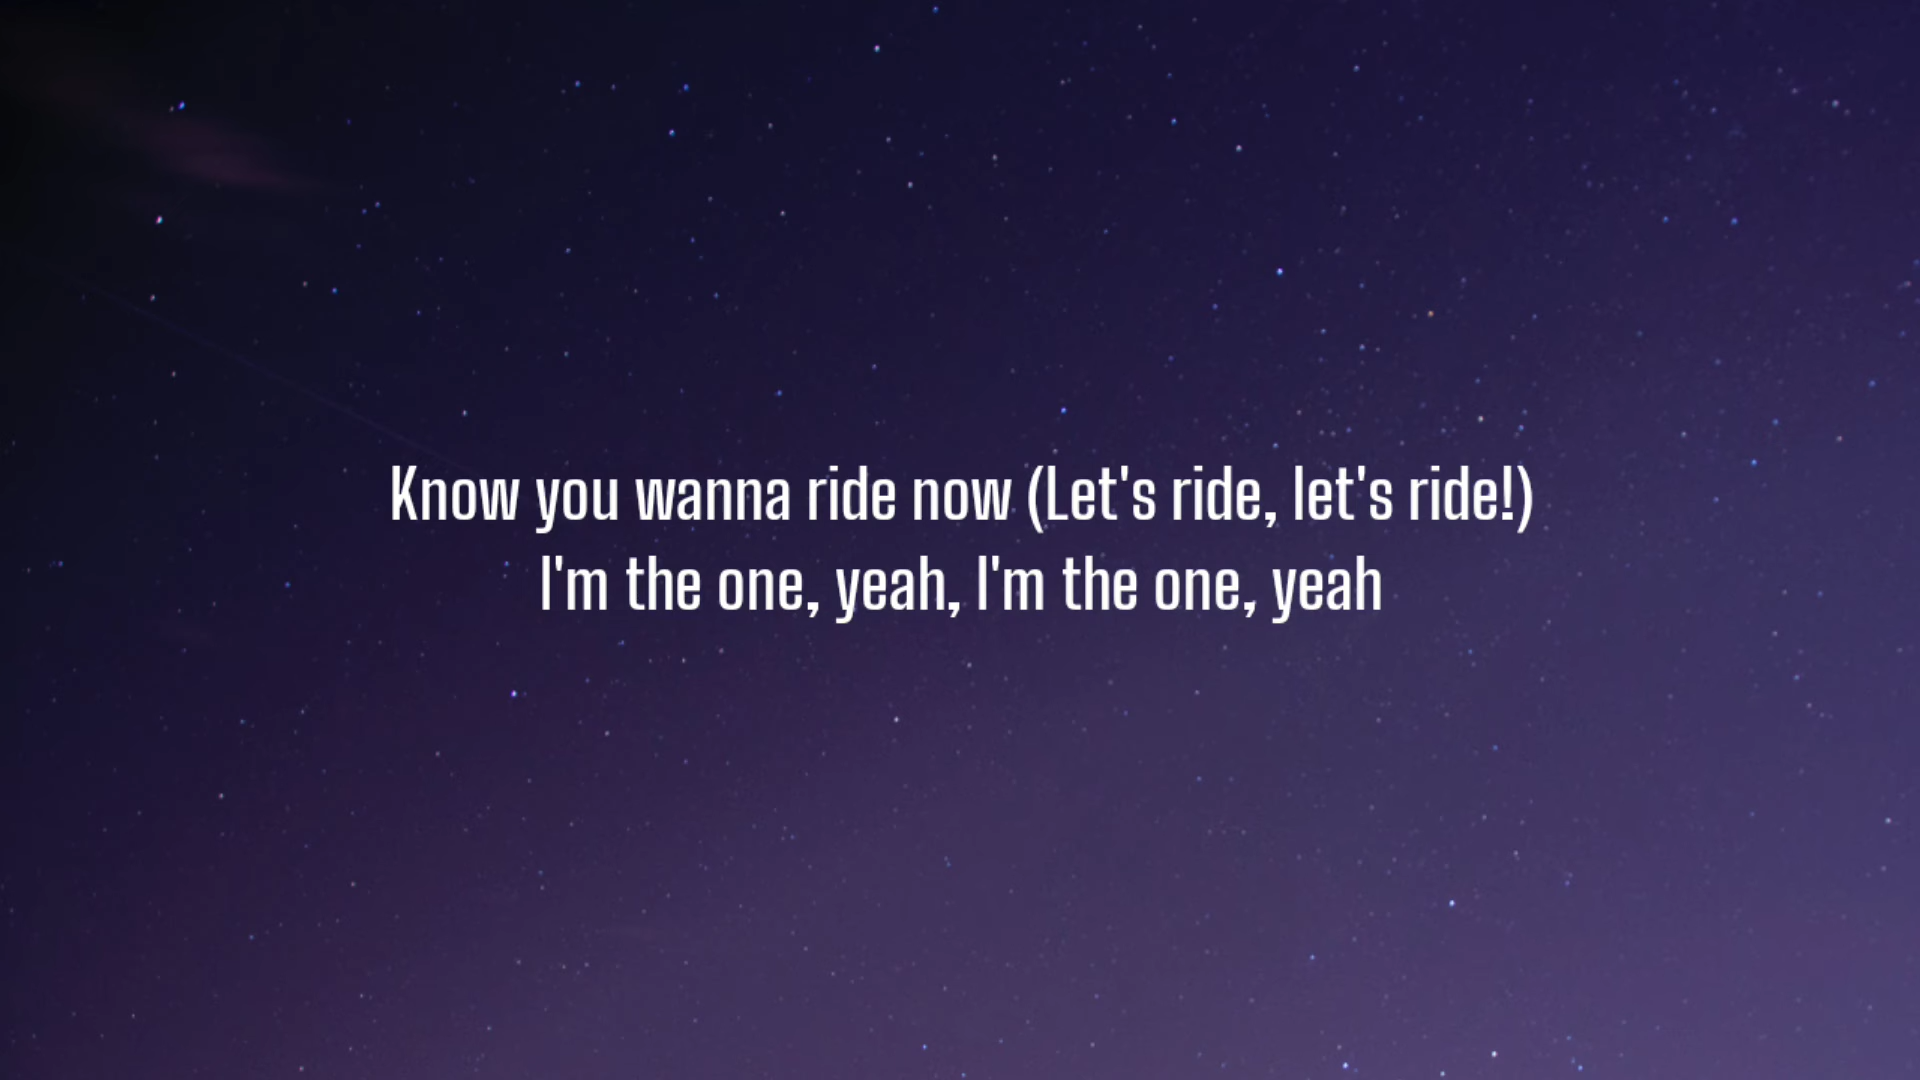 Know you wanna ride now (Let's ride, let's ride!)
I'm the one, yeah, I'm the one, yeah